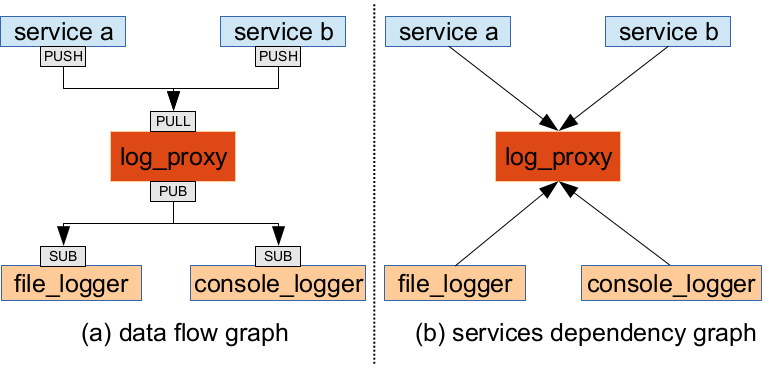 service a
service b
PUSH
PUSH
PULL
log_proxy
PUB
SUB
SUB
file_logger
console_logger
(a) data flow graph
service a
service b
log_proxy
file_logger
console_logger
(b) services dependency graph